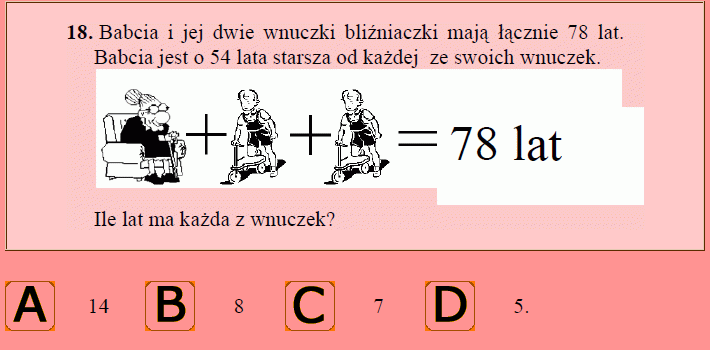 18. Babcia i jej dwie wnuczki bliźniaczki mają łącznie 78 lat.
Babcia jest o 54 lata starsza od każdej ze swoich wnuczek.
+ + = 78 lat
Ile lat ma każda z wnuczek?
A 14 B 8 C 7 D 5.